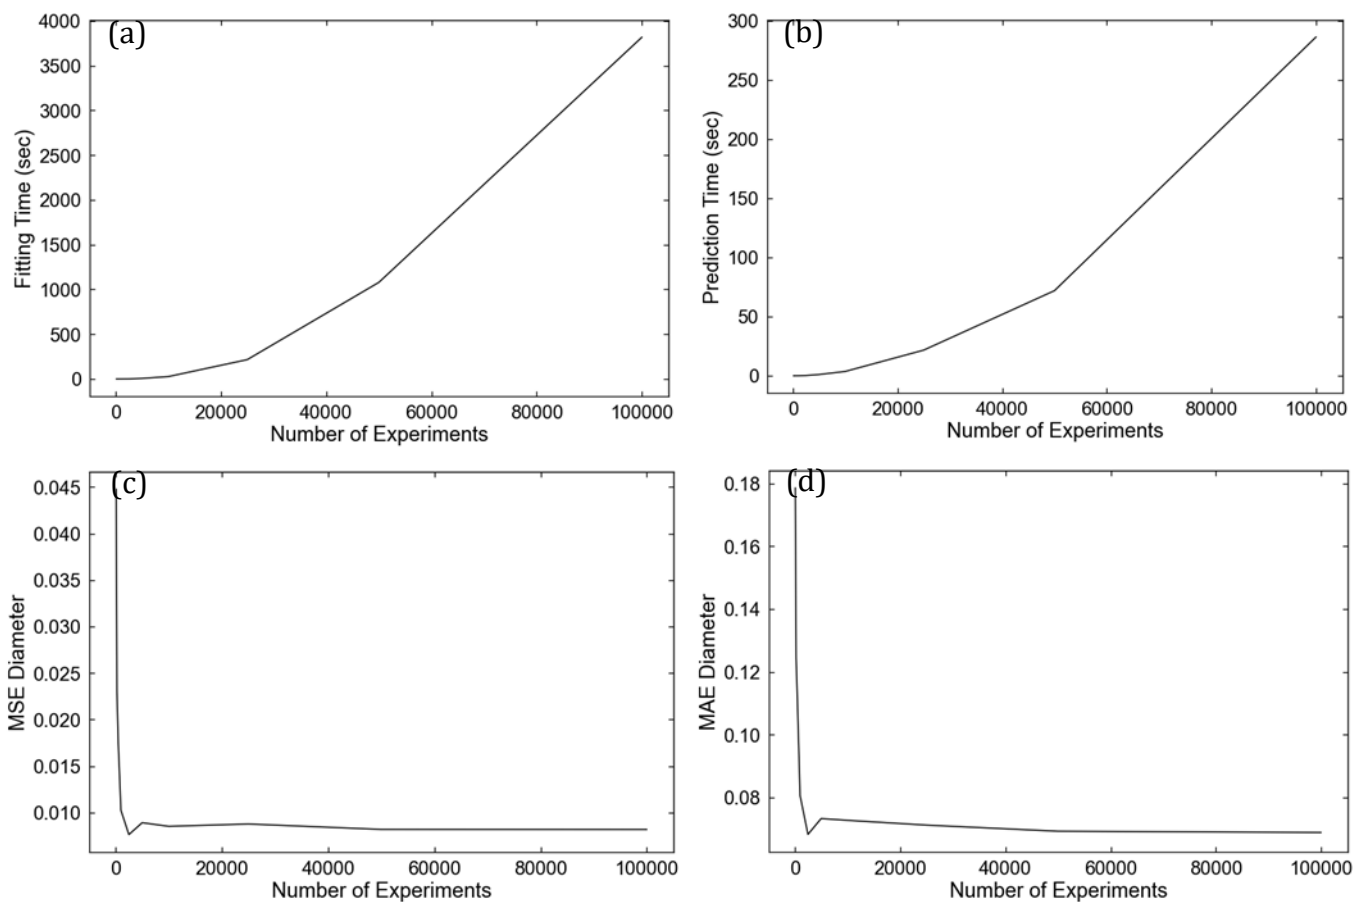 (a)
Fitting Time (sec)
4000
3500
3000
2500
2000
1500
1000
500
0
0 20000 40000 60000 80000 100000
Number of Experiments
(b)
Prediction Time (sec)
300
250
200
150
100
50
0
0 20000 40000 60000 80000 100000
Number of Experiments
(c)
MSE Diameter
0.045
0.040
0.035
0.030
0.025
0.020
0.015
0.010
0 20000 40000 60000 80000 100000
Number of Experiments
(d)
MAE Diameter
0.18
0.16
0.14
0.12
0.10
0.08
0 20000 40000 60000 80000 100000
Number of Experiments